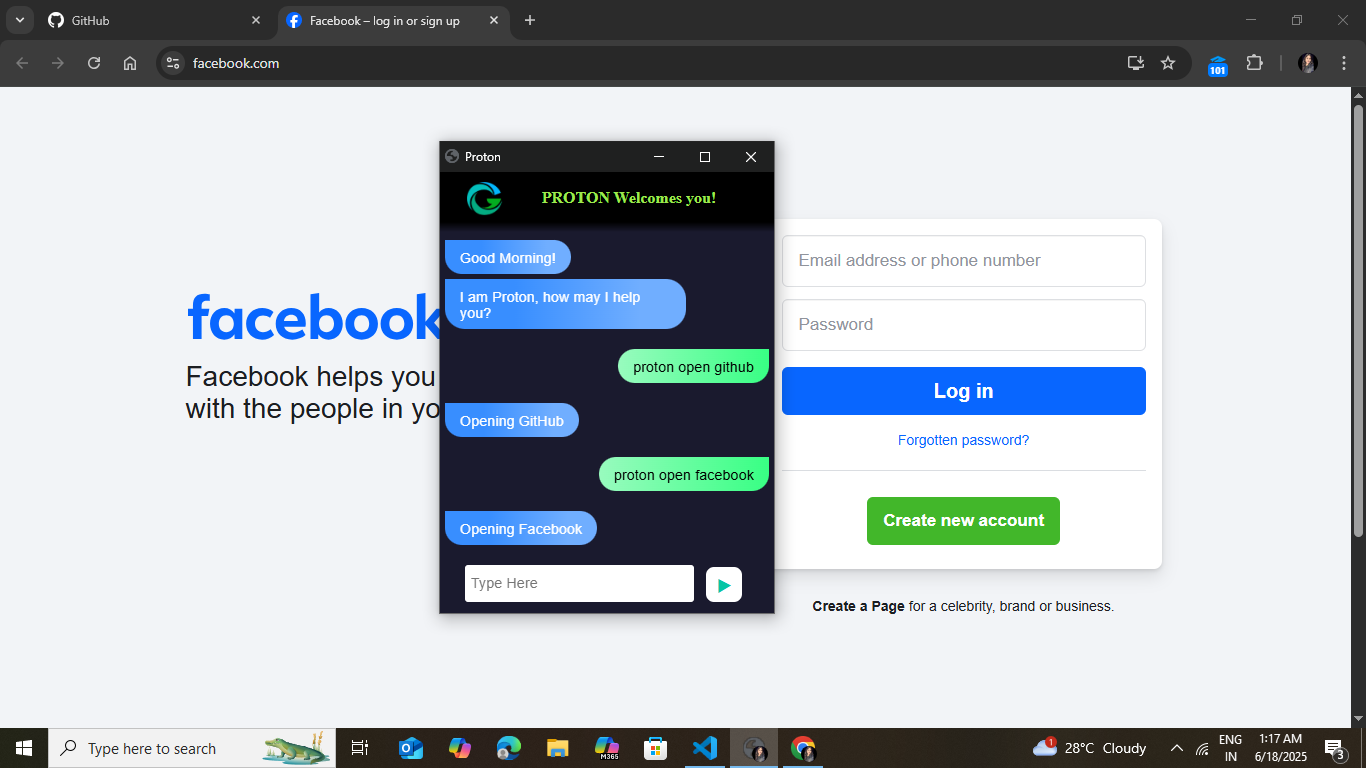 GitHub
Facebook – log in or sign up
facebook.com
101
Proton
PROTON Welcomes you!
Good Morning!
I am Proton, how may I help
you?
proton open github
Opening GitHub
proton open facebook
Opening Facebook
Type Here
facebook
Facebook helps you
with the people in yo
Email address or phone number
Password
Log in
Forgotten password?
Create new account
Create a Page for a celebrity, brand or business.
Type here to search
M365
1
28°C Cloudy
ENG
IN
1:17 AM
6/18/2025
3